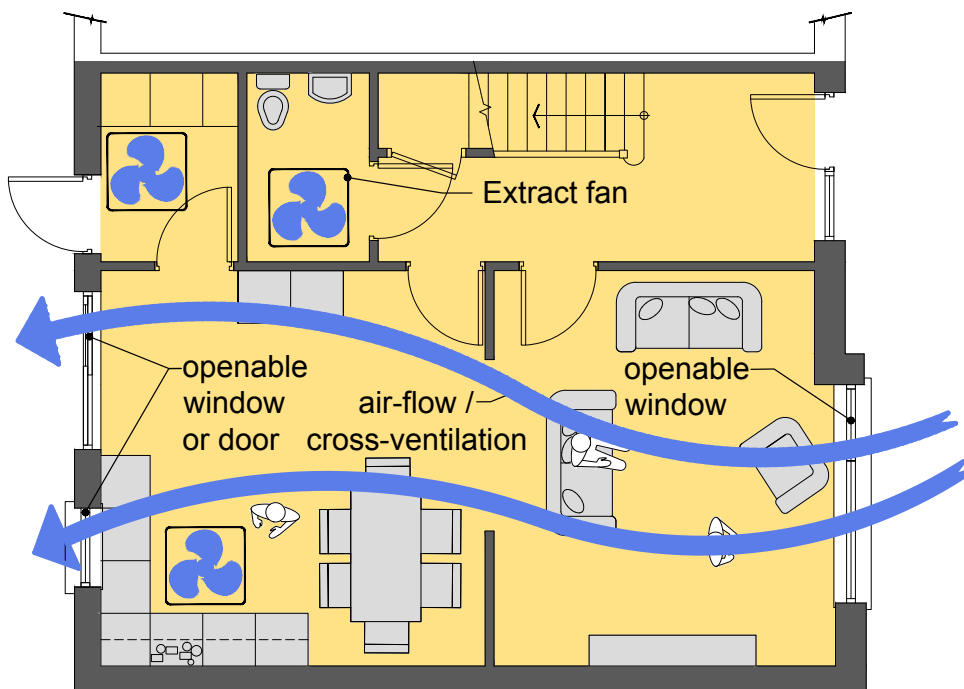 Extract fan
openable
window
or door
air-flow /
cross-ventilation
openable
window